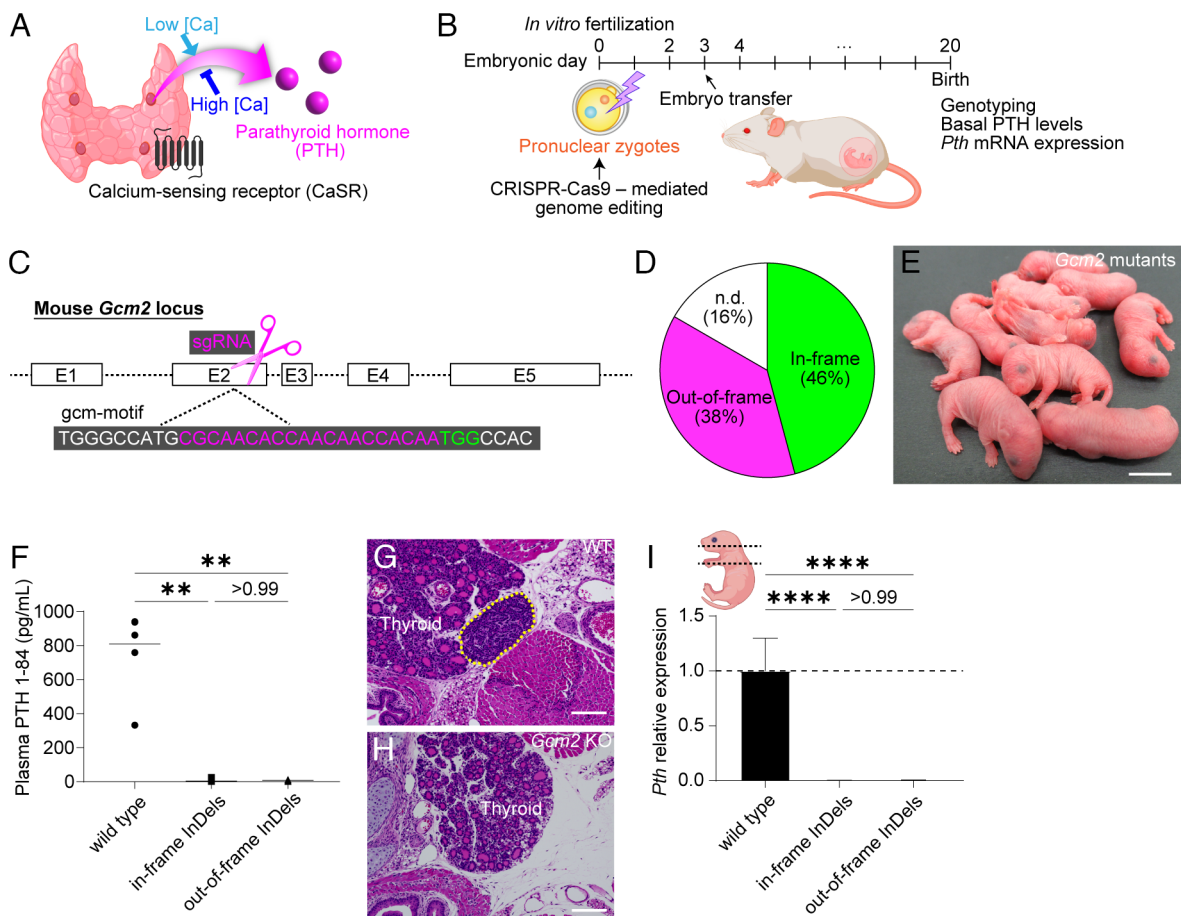 A
Low [Ca]
High [Ca]
Parathyroid hormone
(PTH)
Calcium-sensing receptor (CaSR)
B
In vitro fertilization
0 2 3 4 ... 20
Embryonic day
Birth
Embryo transfer
Pronuclear zygotes
CRISPR-Cas9 – mediated
genome editing
Genotyping
Basal PTH levels
Pth mRNA expression
C
Mouse Gcm2 locus
sgRNA
E1 E2 E3 E4 E5
gcm-motif
TGGGCCATGCGCAACACCAACAACCACAATGGCCAC
D
n.d.
(16%)
In-frame
(46%)
Out-of-frame
(38%)
E
Gcm2 mutants
F
**
** >0.99
Plasma PTH 1-84 (pg/mL)
1000
800
600
400
200
0
wild type
in-frame InDels
out-of-frame InDels
G
WT
Thyroid
H
Gcm2 KO
Thyroid
I
****
**** >0.99
Pth relative expression
1.5
1.0
0.5
0.0
wild type
in-frame InDels
out-of-frame InDels